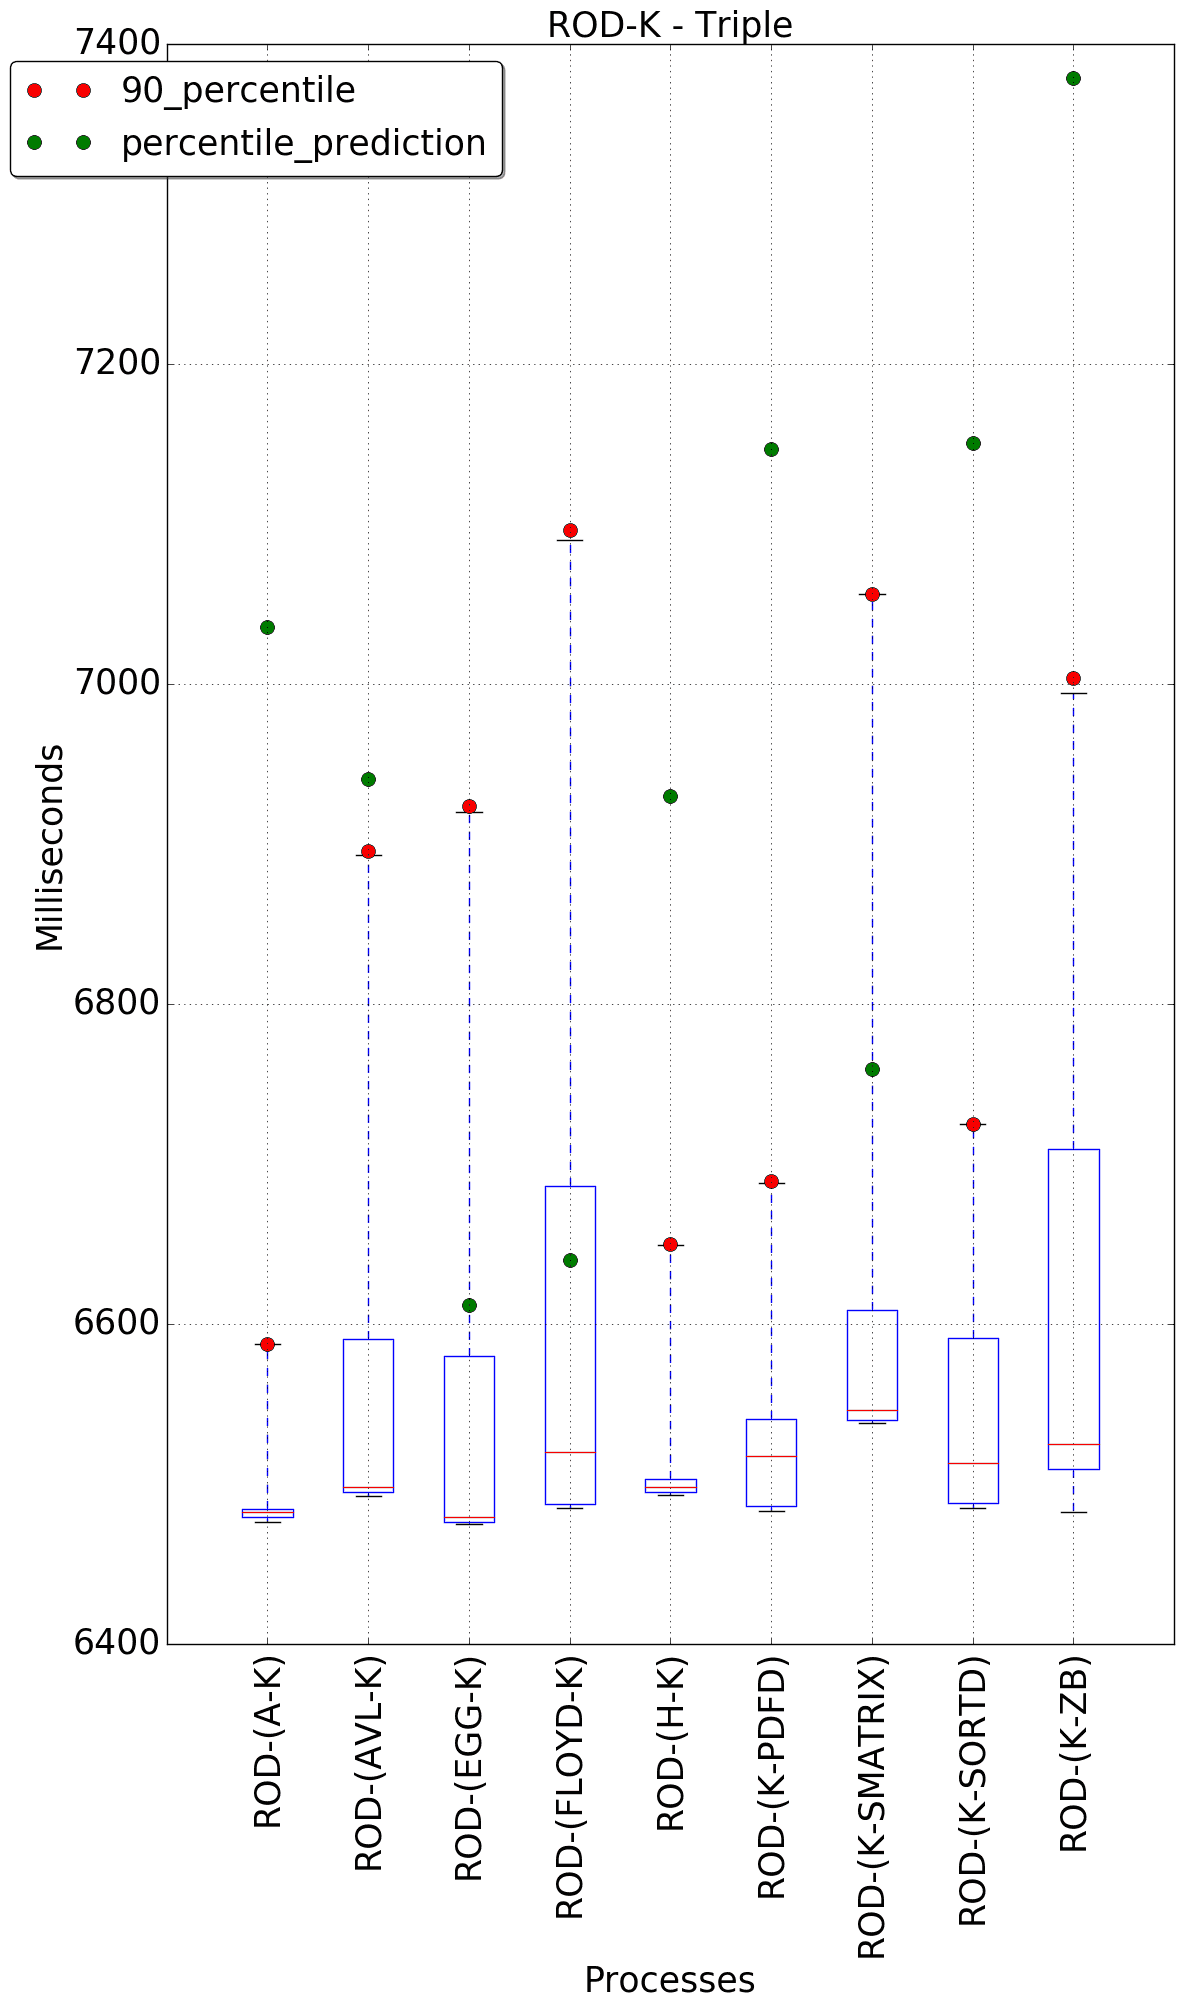 ROD-K - Triple
90_percentile
percentile_prediction
7400
7200
7000
6800
6600
6400
Milliseconds
ROD-(A-K)
ROD-(AVL-K)
ROD-(EGG-K)
ROD-(FLOYD-K)
ROD-(H-K)
ROD-(K-PDFD)
ROD-(K-SMATRIX)
ROD-(K-SORTD)
ROD-(K-ZB)
Processes